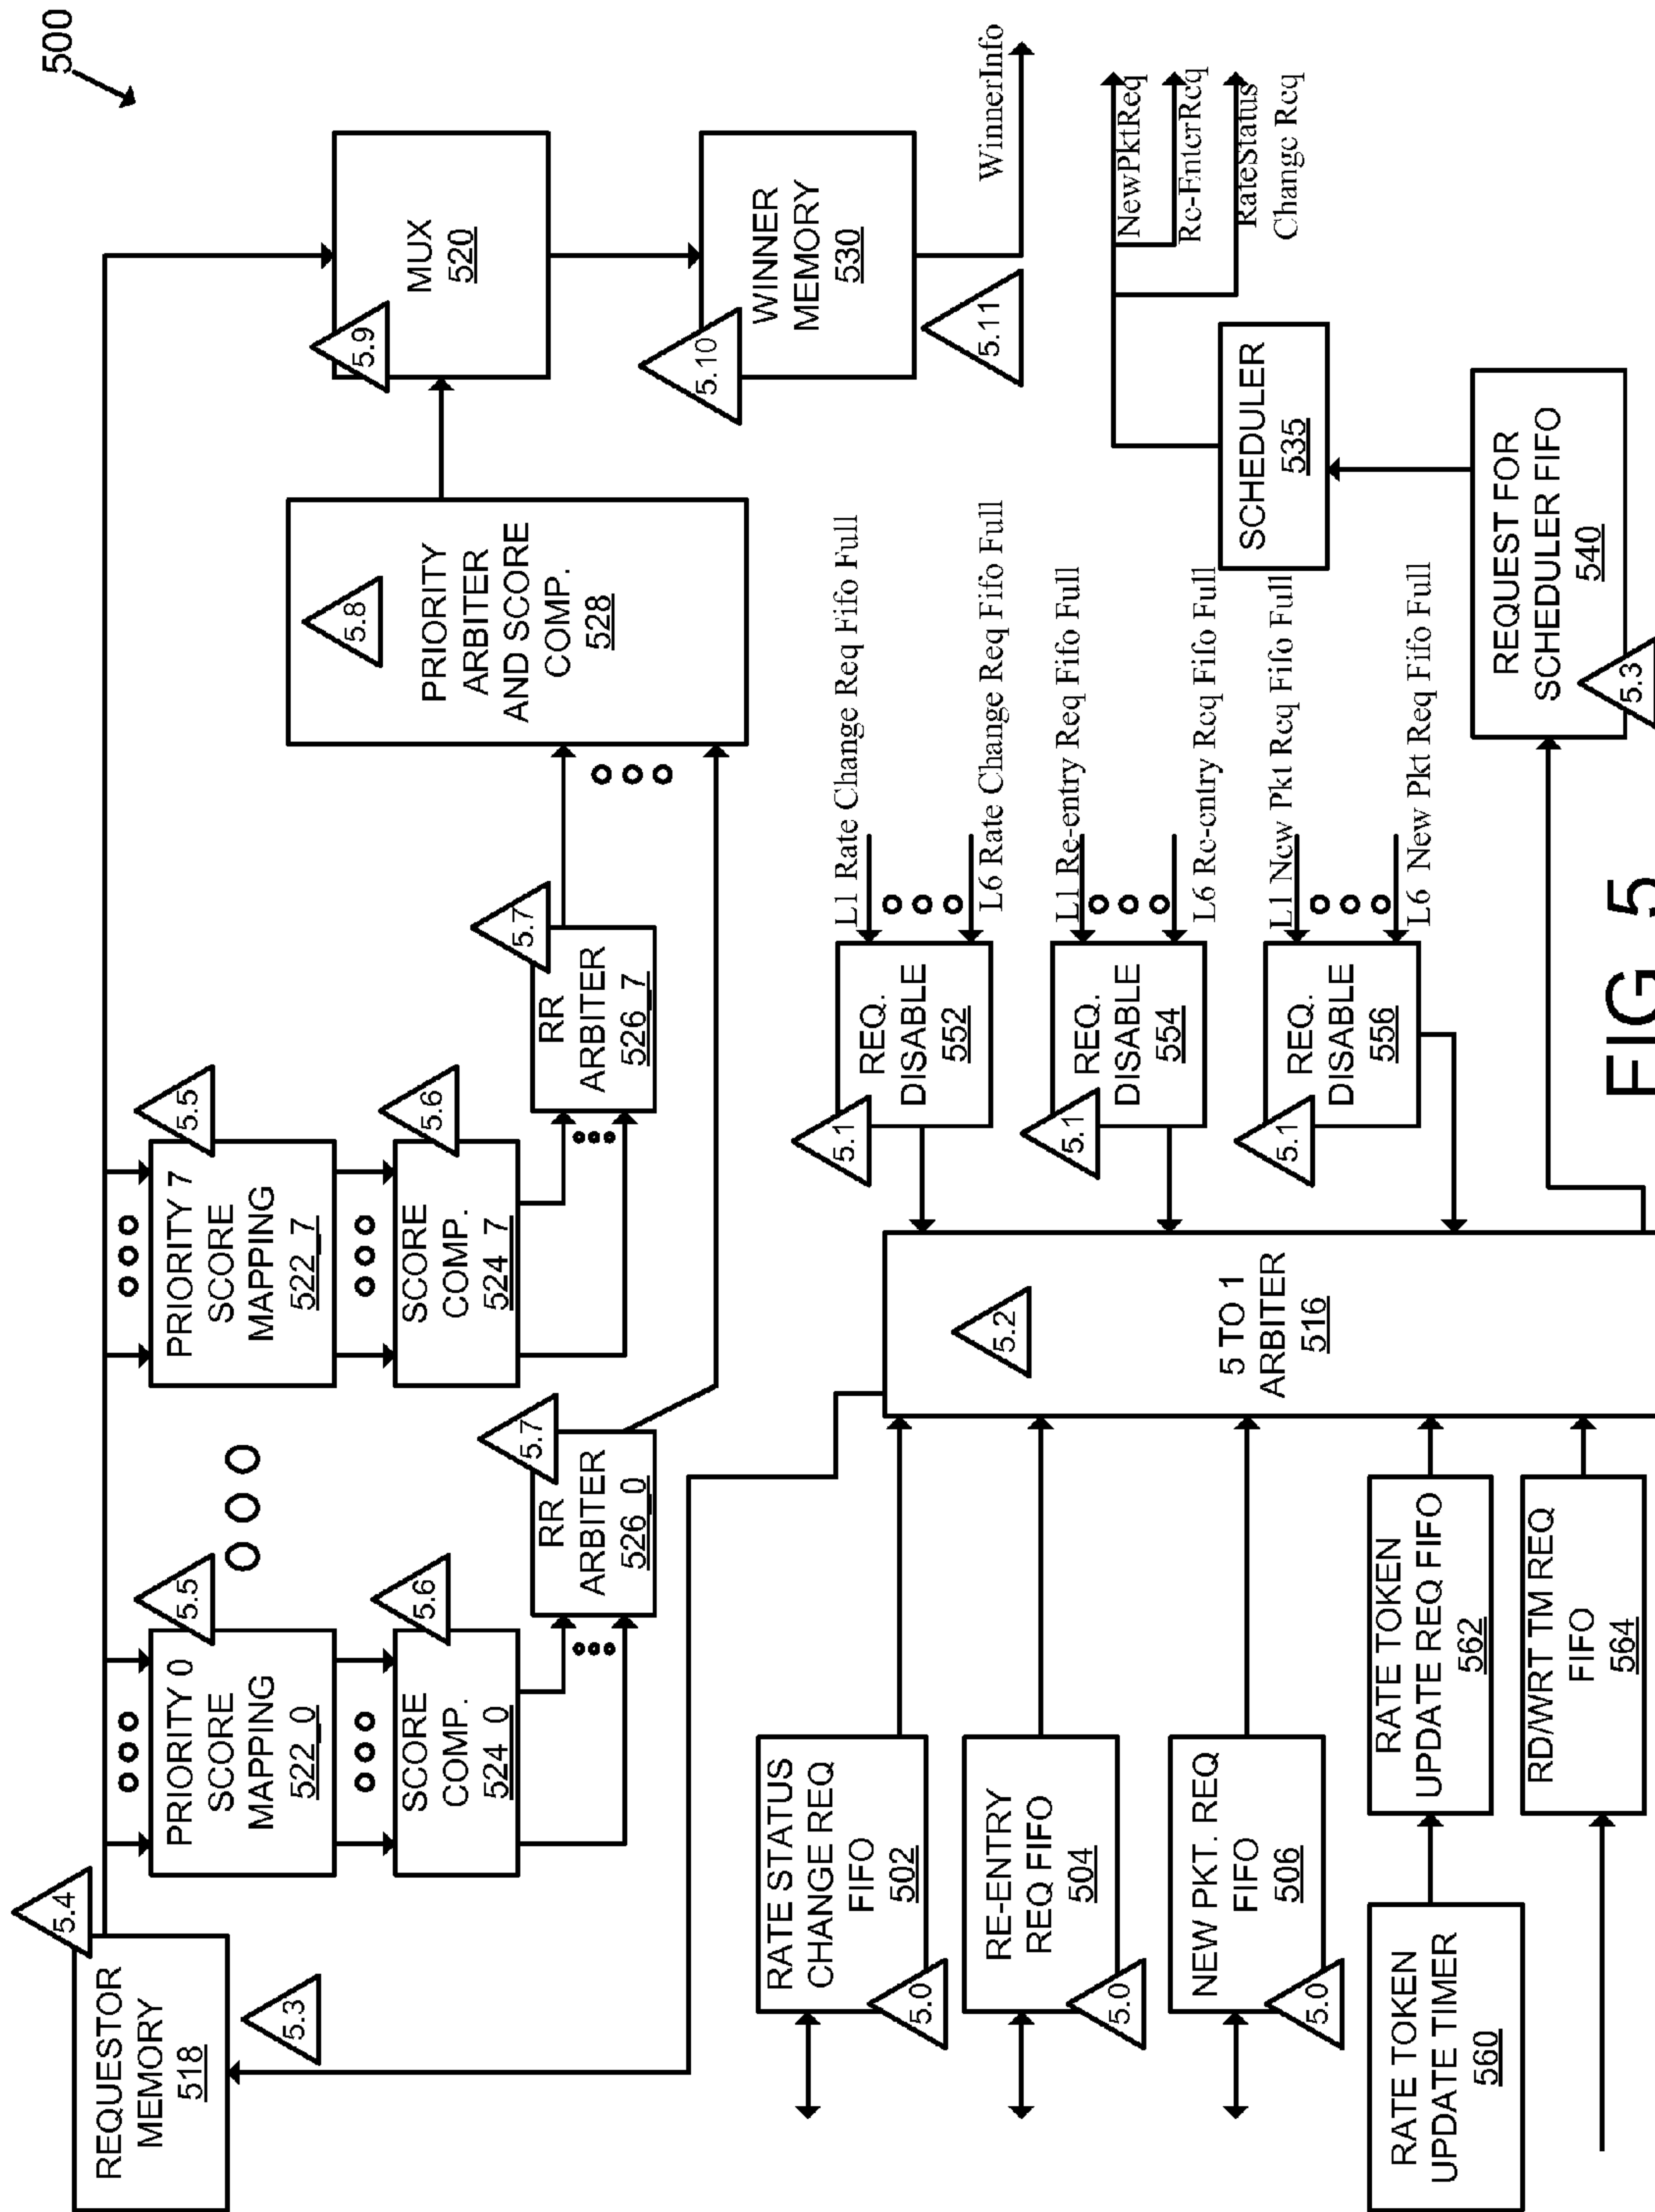 500
REQUESTOR
MEMORY
518
5.4
5.3
PRIORITY 0
SCORE
MAPPING
522_0
5.5
SCORE
COMP.
524_0
5.6
RR
ARBITER
526_0
5.7
PRIORITY 7
SCORE
MAPPING
522_7
5.5
SCORE
COMP.
524_7
5.6
RR
ARBITER
526_7
5.7
PRIORITY
ARBITER
AND SCORE
COMP.
528
5.8
MUX
520
5.9
WINNER
MEMORY
530
5.10
5.11
WinnerInfo
RATE STATUS
CHANGE REQ
FIFO
502
5.0
RE-ENTRY
REQ FIFO
504
5.0
NEW PKT. REQ
FIFO
506
5.0
RATE TOKEN
UPDATE TIMER
560
RATE TOKEN
UPDATE REQ FIFO
562
RD/WRT TM REQ
FIFO
564
5 TO 1
ARBITER
516
5.2
REQ.
DISABLE
552
5.1
REQ.
DISABLE
554
5.1
REQ.
DISABLE
556
5.1
L1 Rate Change Req Fifo Full
L6 Rate Change Req Fifo Full
L1 Re-entry Req Fifo Full
L6 Re-entry Req Fifo Full
L1 New Pkt Req Fifo Full
L6 New Pkt Req Fifo Full
SCHEDULER
535
REQUEST FOR
SCHEDULER FIFO
540
5.3
NewPktReq
Re-EnterReq
RateStatus
Change Req
FIG 5